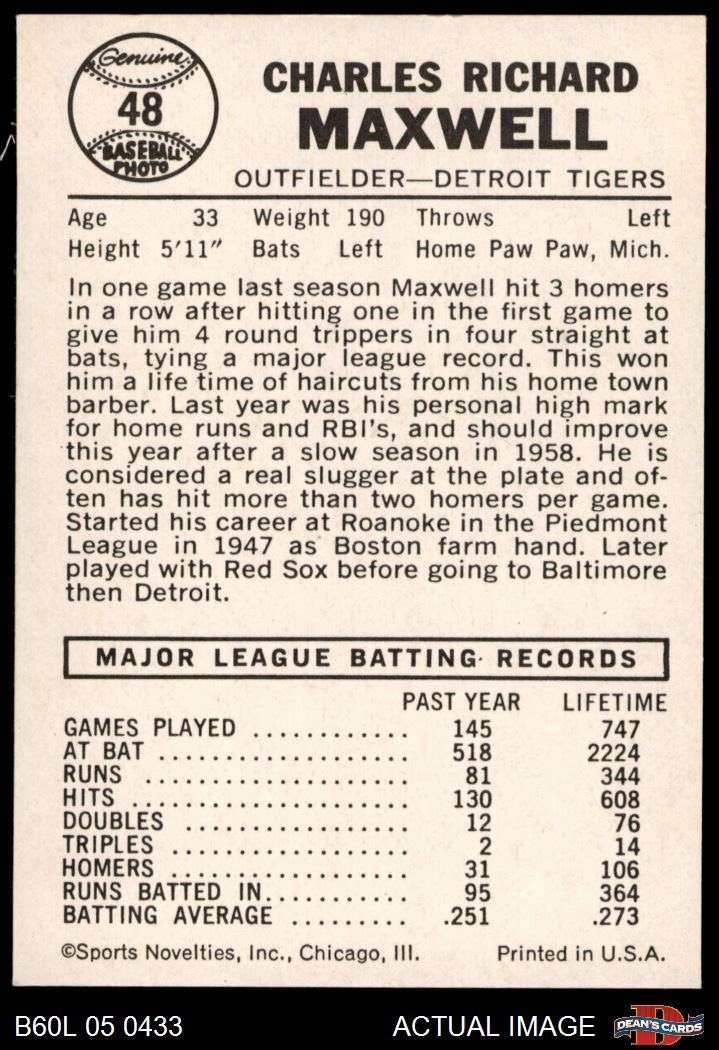 Genuine
48
BASEBALL
PHOTO
CHARLES RICHARD
MAXWELL
OUTFIELDER—DETROIT TIGERS
Age 33 Weight 190 Throws Left
Height 5'11" Bats Left Home Paw Paw, Mich.
In one game last season Maxwell hit 3 homers
in a row after hitting one in the first game to
give him 4 round trippers in four straight at
bats, tying a major league record. This won
him a life time of haircuts from his home town
barber. Last year was his personal high mark
for home runs and RBI's, and should improve
this year after a slow season in 1958. He is
considered a real slugger at the plate and of-
ten has hit more than two homers per game.
Started his career at Roanoke in the Piedmont
League in 1947 as Boston farm hand. Later
played with Red Sox before going to Baltimore
then Detroit.
MAJOR LEAGUE BATTING RECORDS
PAST YEAR LIFETIME
GAMES PLAYED ............ 145 747
AT BAT ................... 518 2224
RUNS .................... 81 344
HITS ..................... 130 608
DOUBLES ................ 12 76
TRIPLES ................. 2 14
HOMERS ................. 31 106
RUNS BATTED IN........... 95 364
BATTING AVERAGE ......... .251 .273
©Sports Novelties, Inc., Chicago, Ill. Printed in U.S.A.
B60L 05 0433 ACTUAL IMAGE DEAN'S CARDS